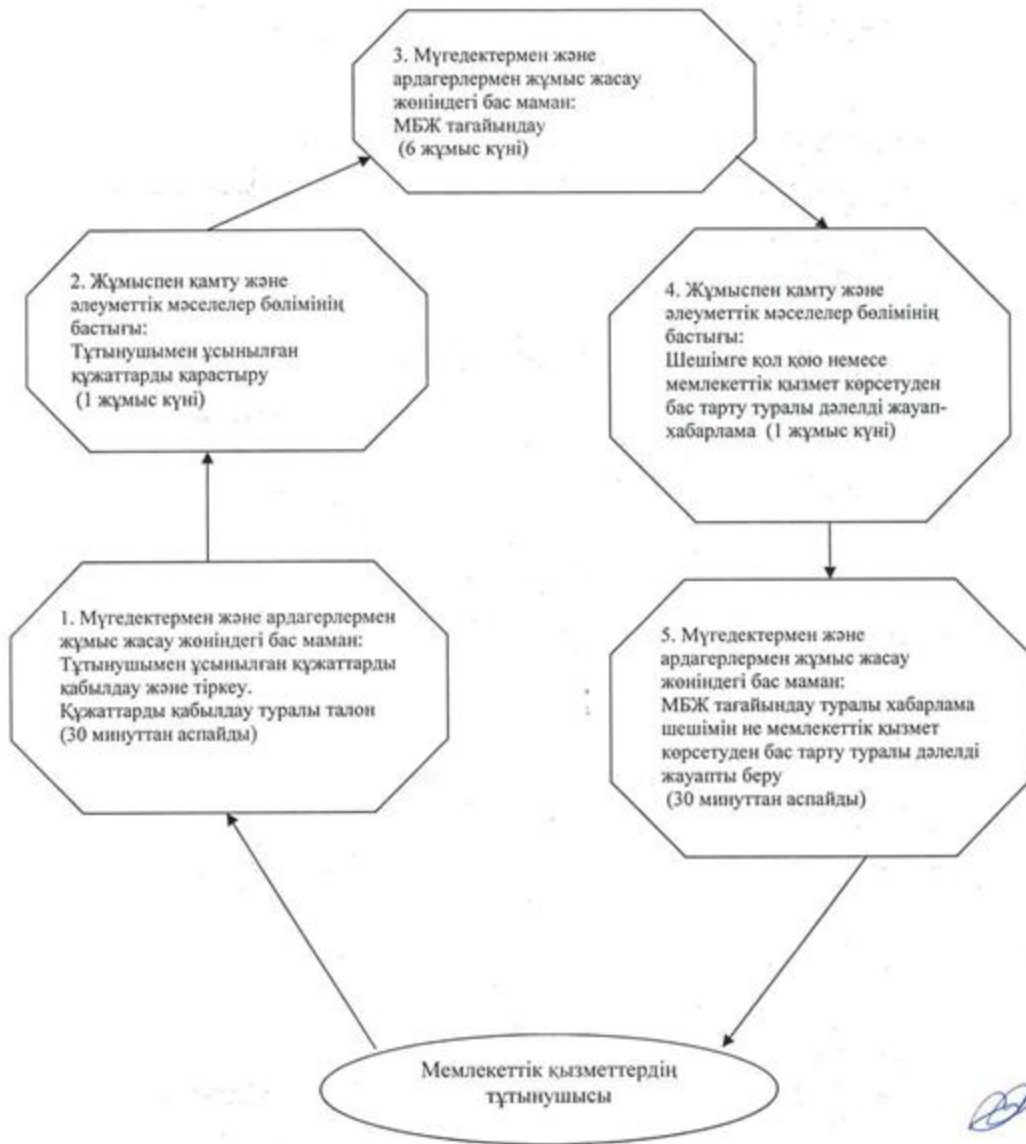 3. Мүгедектермен және
ардагерлермен жұмыс жасау
жөніндегі бас маман:
МБЖ тағайындау
(6 жұмыс күні)
2. Жұмыспен қамту және
әлеуметтік мәселелер бөлімінің
бастығы:
Тұтынушымен ұсынылған
құжаттарды қарастыру
(1 жұмыс күні)
4. Жұмыспен қамту және
әлеуметтік мәселелер бөлімінің
бастығы:
Шешімге қол қою немесе
мемлекеттік қызмет көрсетуден
бас тарту туралы дәлелді жауап-
хабарлама (1 жұмыс күні)
1. Мүгедектермен және ардагерлермен
жұмыс жасау жөніндегі бас маман:
Тұтынушымен ұсынылған құжаттарды
қабылдау және тіркеу.
Құжаттарды қабылдау туралы талон
(30 минуттан аспайды)
5. Мүгедектермен және
ардагерлермен жұмыс жасау
жөніндегі бас маман:
МБЖ тағайындау туралы хабарлама
шешімін не мемлекеттік қызмет
көрсетуден бас тарту туралы дәлелді
жауапты беру
(30 минуттан аспайды)
Мемлекеттік қызметтердің
тұтынушысы